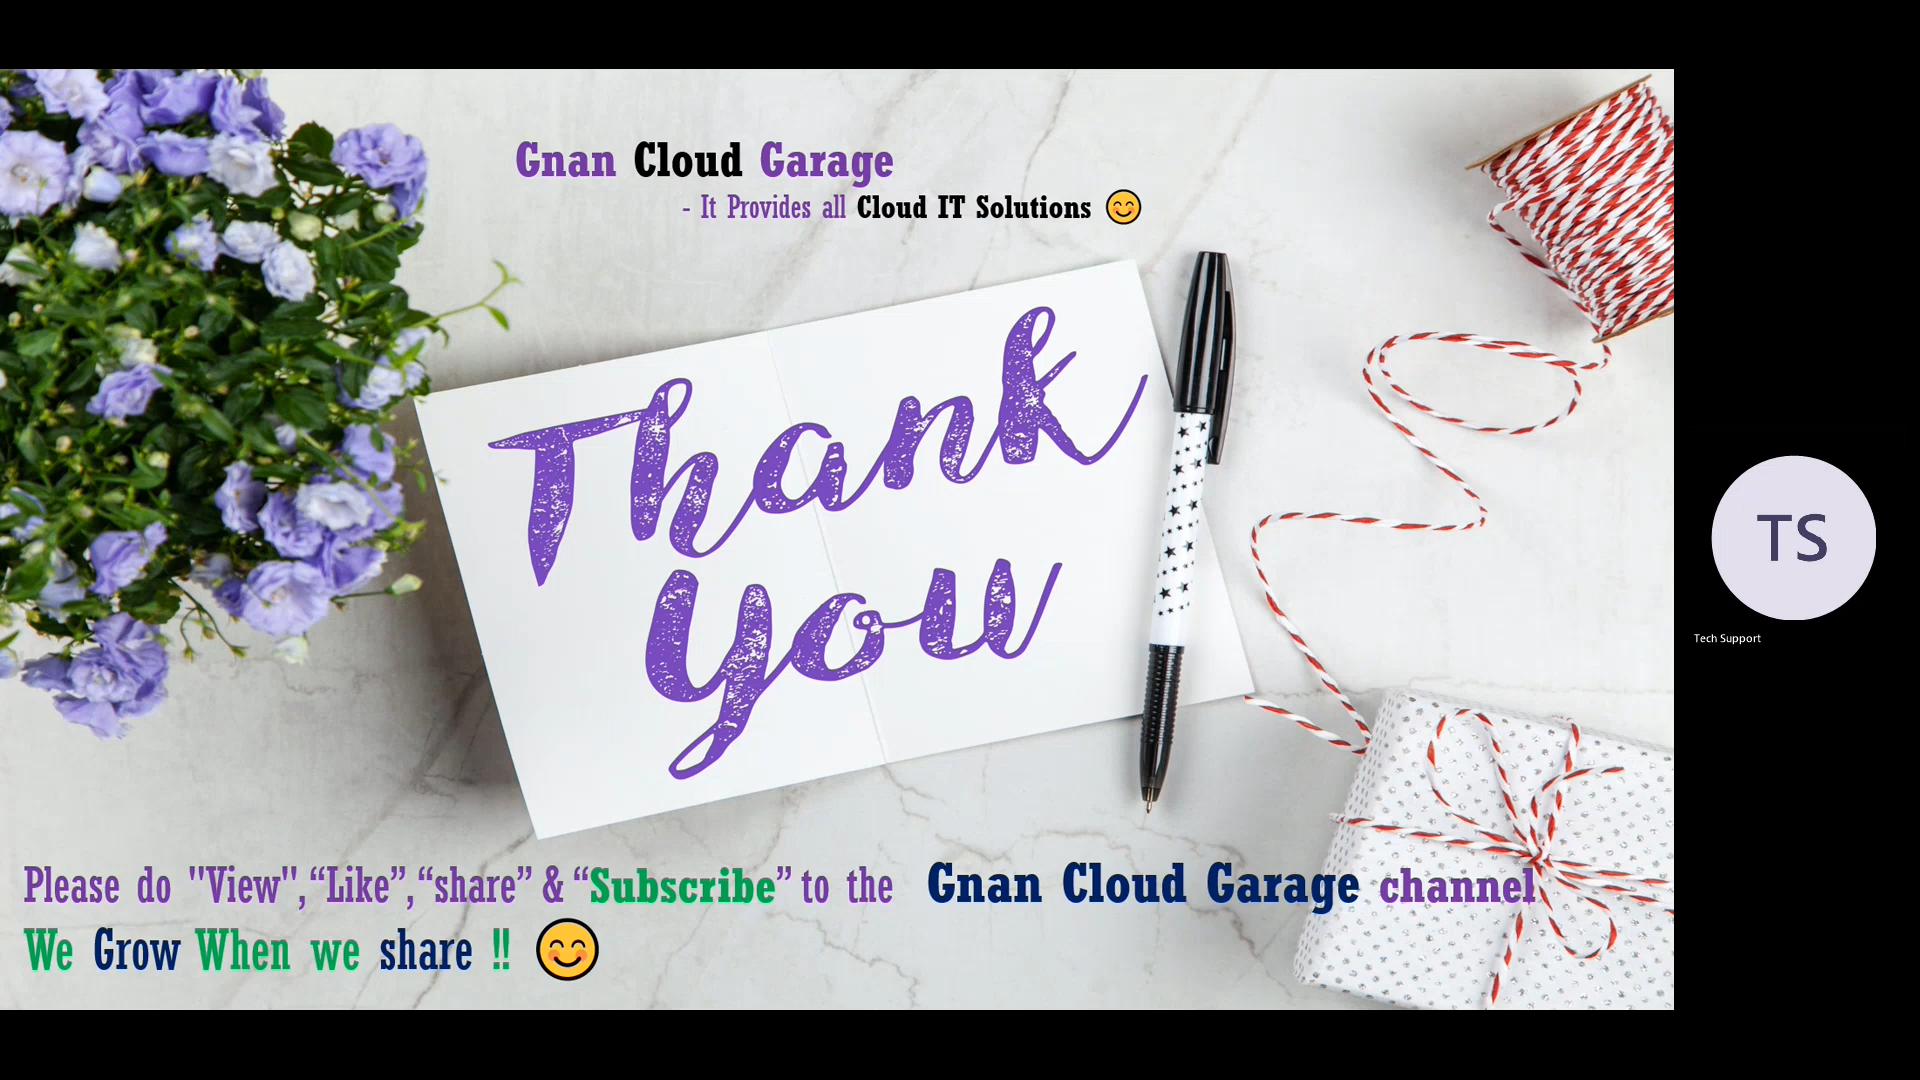 Gnan Cloud Garage
- It Provides all Cloud IT Solutions 😊
Thank
you
TS
Tech Support
Please do "View",“Like”,“share” & “Subscribe” to the Gnan Cloud Garage channel
We Grow When we share !! 😊